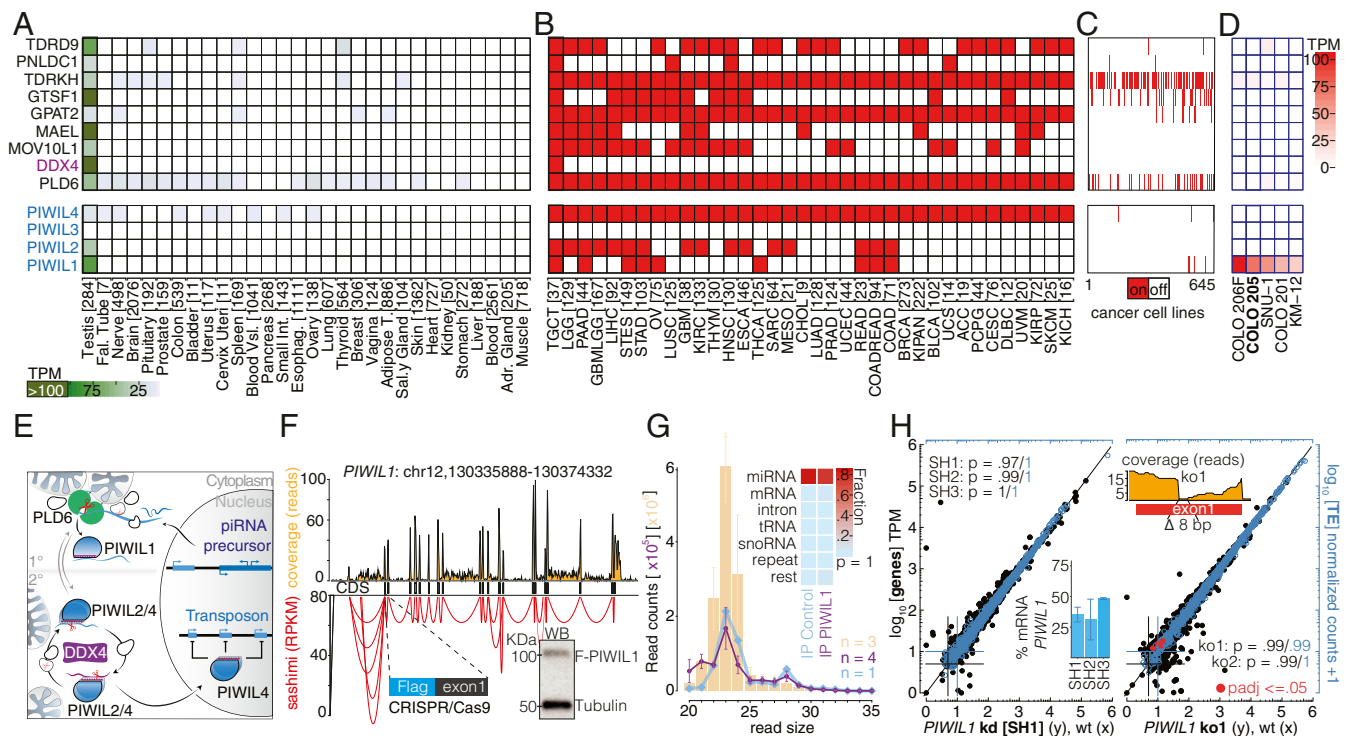 A
TDRD9
PNLDC1
TDRKH
GTSF1
GPAT2
MAEL
MOV10L1
DDX4
PLD6
PIWIL4
PIWIL3
PIWIL2
PIWIL1
Testis [284]
Fal. Tube [7]
Nerve [498]
Brain [2076]
Pituitary [192]
Prostate [159]
Colon [539]
Bladder [11]
Uterus [117]
Cervix Uteri [11]
Spleen [169]
Blood Vsl. [1041]
Pancreas [268]
Small Int. [143]
Esophag. [1111]
Ovary [138]
Lung [607]
Thyroid [564]
Breast [306]
Vagina [124]
Adipose T. [886]
Sal.y Gland [104]
Skin [1362]
Heart [727]
Kidney [50]
Stomach [272]
Liver [188]
Blood [2561]
Adr. Gland [205]
Muscle [718]
TPM
>100 75 25
B
TGCT [37]
LGG [129]
PAAD [44]
GBMLGG [167]
LIHC [92]
STES [149]
STAD [103]
OV [75]
LUSC [125]
GBM [38]
KIRC [133]
THYM [30]
HNSC [130]
ESCA [46]
THCA [125]
SARC [64]
MESO [21]
CHOL [9]
LUAD [128]
PRAD [124]
UCEC [44]
READ [23]
COADREAD [94]
COAD [71]
BRCA [273]
KIPAN [222]
BLCA [102]
UCS [14]
ACC [19]
PCPG [44]
CESC [76]
DLBC [12]
UVM [20]
KIRP [72]
SKCM [25]
KICH [16]
C
1 645
on off
cancer cell lines
D
TPM
100
75
50
25
0
COLO 206F
COLO 205
SNU-1
COLO 201
KM-12
E
Cytoplasm
Nucleus
PLD6
piRNA
precursor
PIWIL1
1°
2°
PIWIL2/4
Transposon
DDX4
PIWIL4
PIWIL2/4
F
PIWIL1: chr12,130335888-130374332
coverage (reads)
100
60
0
CDS
sashimi (RPKM)
80
40
0
Flag exon1
CRISPR/Cas9
KDa WB
100 F-PIWIL1
50 Tubulin
G
Read counts [x10⁵] [x10⁶]
6
4
2
0
miRNA
mRNA
intron
tRNA
snoRNA
repeat
rest
.8
.6
.4
.2
Fraction
p = 1
IP Control
IP PIWIL1
n = 3
n = 4
n = 1
20 25 30 35
read size
H
log₁₀ [genes] TPM
6
5
4
3
2
1
0
SH1: p = .97/1
SH2: p = .99/1
SH3: p = 1/1
% mRNA
PIWIL1
75
50
25
SH1
SH2
SH3
0 1 2 3 4 5 6
PIWIL1 kd [SH1] (y), wt (x)
coverage (reads)
15
5
ko1
exon1
Δ 8 bp
ko1: p = .99/.99
ko2: p = .99/1
padj <=.05
0 1 2 3 4 5 6
PIWIL1 ko1 (y), wt (x)
log₁₀ [TE] normalized counts +1